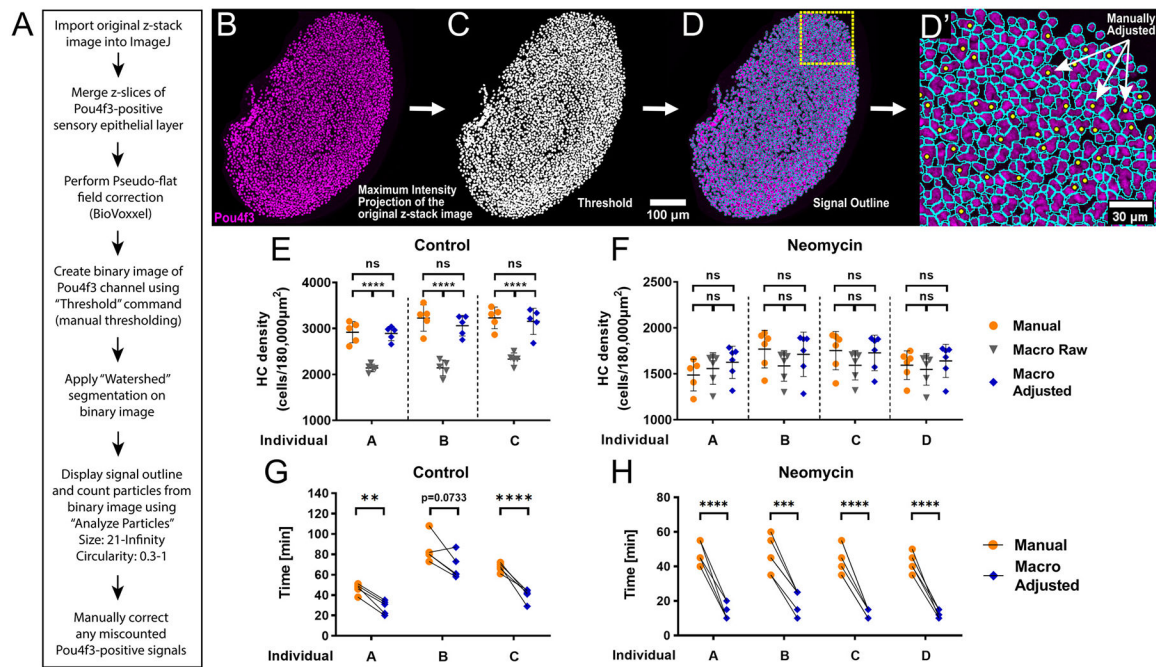 A
Import original z-stack
image into ImageJ
Merge z-slices of
Pou4f3-positive
sensory epithelial layer
Perform Pseudo-flat
field correction
(BioVoxxel)
Create binary image of
Pou4f3 channel using
“Threshold” command
(manual thresholding)
Apply “Watershed”
segmentation on
binary image
Display signal outline
and count particles from
binary image using
“Analyze Particles”
Size: 21-Infinity
Circularity: 0.3-1
Manually correct
any miscounted
Pou4f3-positive signals
B
Pou4f3
Maximum Intensity
Projection of the
original z-stack image
C
Threshold
100 µm
D
Signal Outline
D'
Manually
Adjusted
30 µm
E
Control
HC density
(cells/180,000µm²)
4000
3000
2000
1000
ns
ns
ns
****
****
****
Individual
A
B
C
F
Neomycin
HC density
(cells/180,000µm²)
2500
2000
1500
1000
ns
ns
ns
ns
ns
ns
ns
ns
Individual
A
B
C
D
Manual
Macro Raw
Macro
Adjusted
G
Control
Time [min]
140
120
100
80
60
40
20
0
**
p=0.0733
****
Individual
A
B
C
H
Neomycin
Time [min]
80
60
40
20
0
****
***
****
****
Individual
A
B
C
D
Manual
Macro
Adjusted